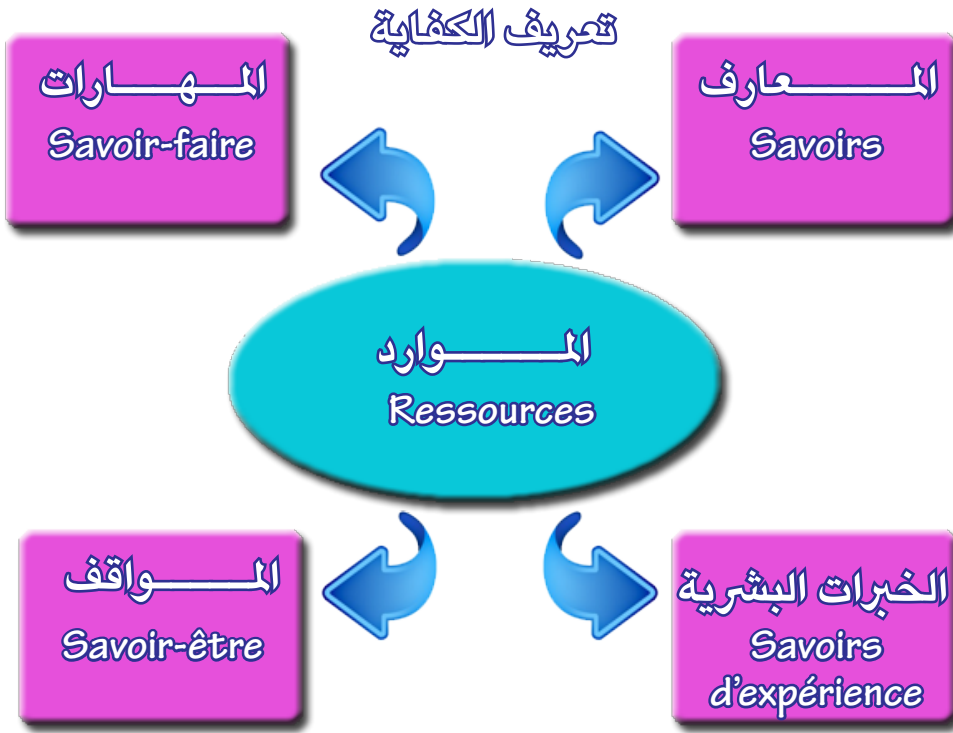 تعريف الكفاية
المعارف
Savoirs
المهارات
Savoir-faire
الموارد
Ressources
الخبرات البشرية
Savoirs
d'expérience
المواقف
Savoir-être